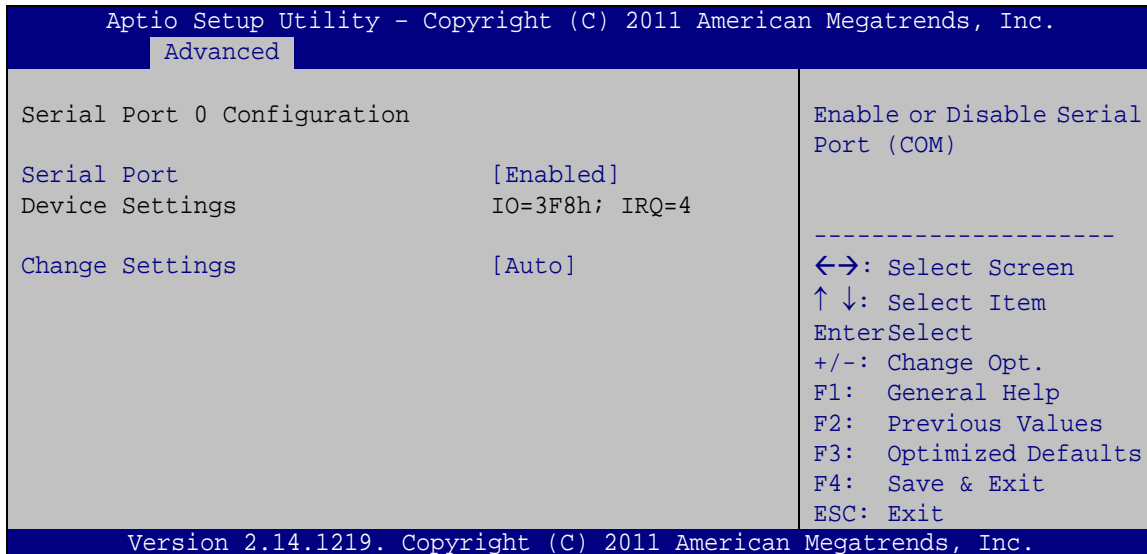 Aptio Setup Utility – Copyright (C) 2011 American Megatrends, Inc.
Advanced
Serial Port 0 Configuration
Serial Port [Enabled]
Device Settings IO=3F8h; IRQ=4
Change Settings [Auto]
Enable or Disable Serial
Port (COM)
---------------------
←→: Select Screen
↑ ↓: Select Item
EnterSelect
+/-: Change Opt.
F1: General Help
F2: Previous Values
F3: Optimized Defaults
F4: Save & Exit
ESC: Exit
Version 2.14.1219. Copyright (C) 2011 American Megatrends, Inc.